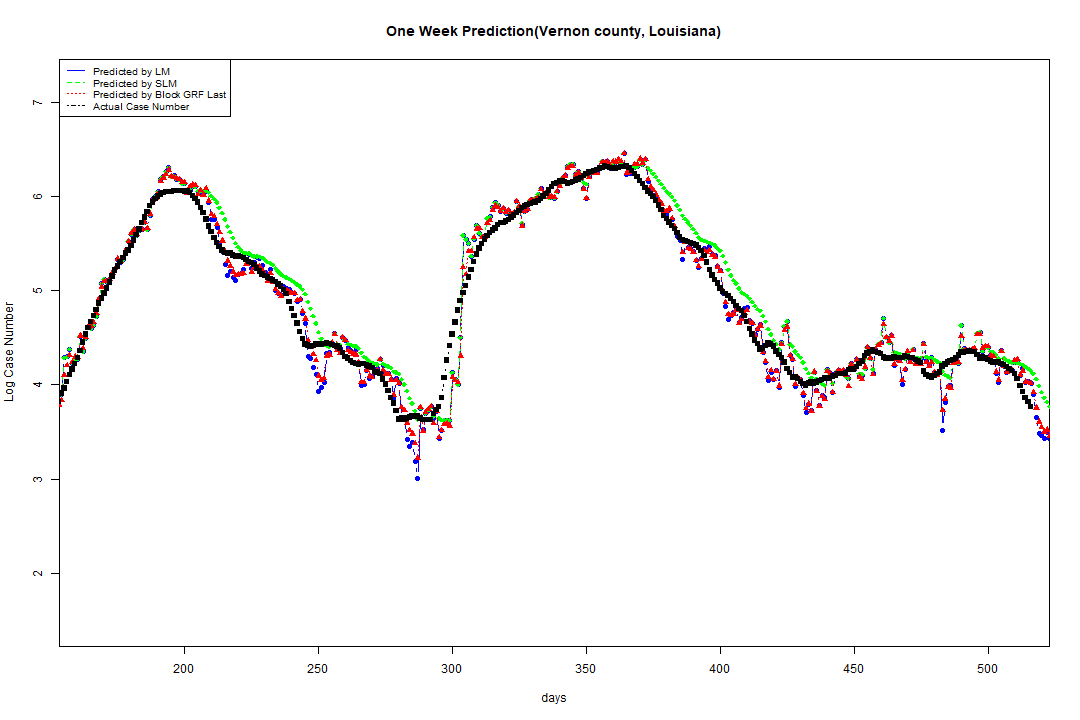 One Week Prediction(Vernon county, Louisiana)
Predicted by LM
Predicted by SLM
Predicted by Block GRF Last
Actual Case Number
7
6
5
4
3
2
Log Case Number
200 250 300 350 400 450 500
days